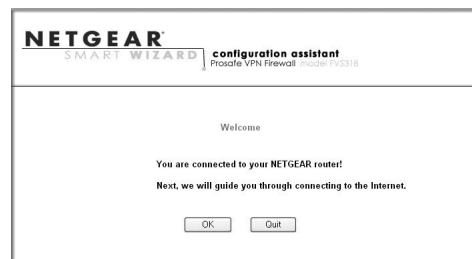 NETGEAR
SMART WIZARD configuration assistant
Prosafe VPN Firewall model FVS318
Welcome
You are connected to your NETGEAR router!
Next, we will guide you through connecting to the Internet.
OK Quit